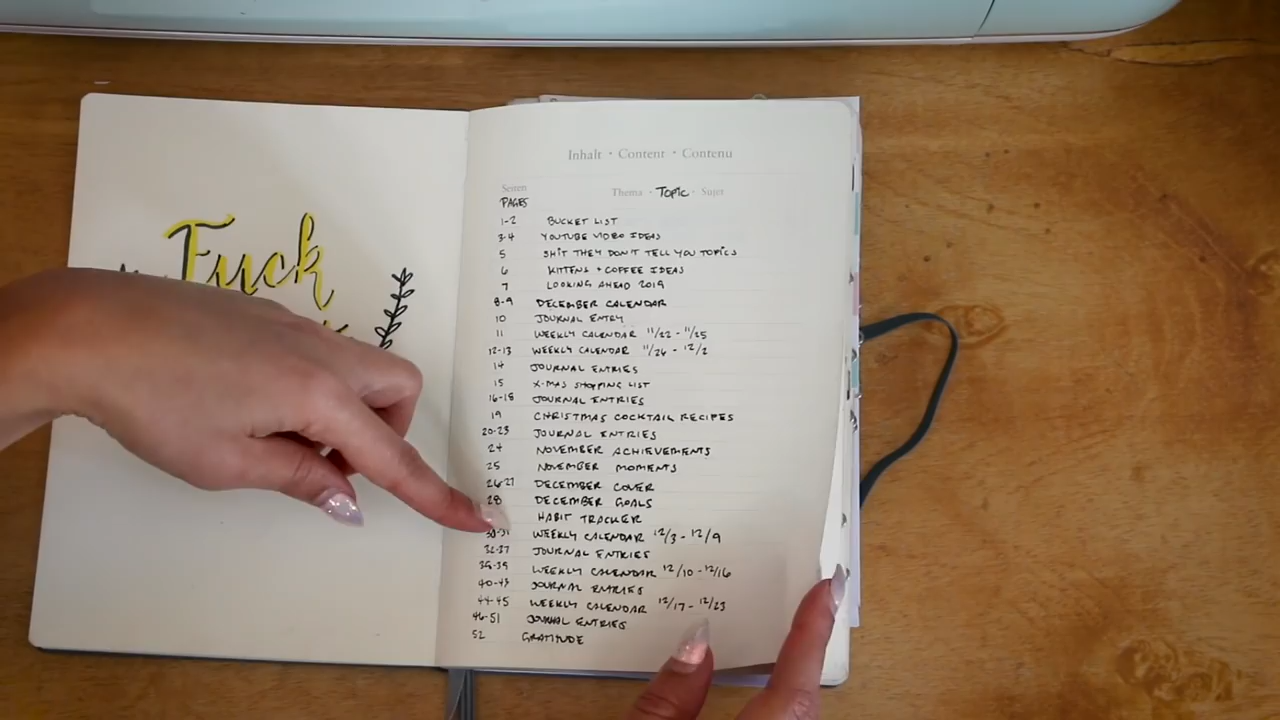 Fuck
Inhalt · Content · Contenu
Seiten Thema · TOPIC · Sujet
PAGES
1-2 BUCKET LIST
3-4 YOUTUBE VIDEO IDEAS
5 SHIT THEY DON'T TELL YOU TOPICS
6 KITTENS + COFFEE IDEAS
7 LOOKING AHEAD 2019
8-9 DECEMBER CALENDAR
10 JOURNAL ENTRY
11 WEEKLY CALENDAR 11/22 - 11/25
12-13 WEEKLY CALENDAR 11/26 - 12/2
14 JOURNAL ENTRIES
15 X-MAS SHOPPING LIST
16-18 JOURNAL ENTRIES
19 CHRISTMAS COCKTAIL RECIPES
20-23 JOURNAL ENTRIES
24 NOVEMBER ACHIEVEMENTS
25 NOVEMBER MOMENTS
26-27 DECEMBER COVER
28 DECEMBER GOALS
HABIT TRACKER
30-31 WEEKLY CALENDAR 12/3 - 12/9
32-37 JOURNAL ENTRIES
38-39 WEEKLY CALENDAR 12/10 - 12/16
40-43 JOURNAL ENTRIES
44-45 WEEKLY CALENDAR 12/17 - 12/23
46-51 JOURNAL ENTRIES
52 GRATITUDE